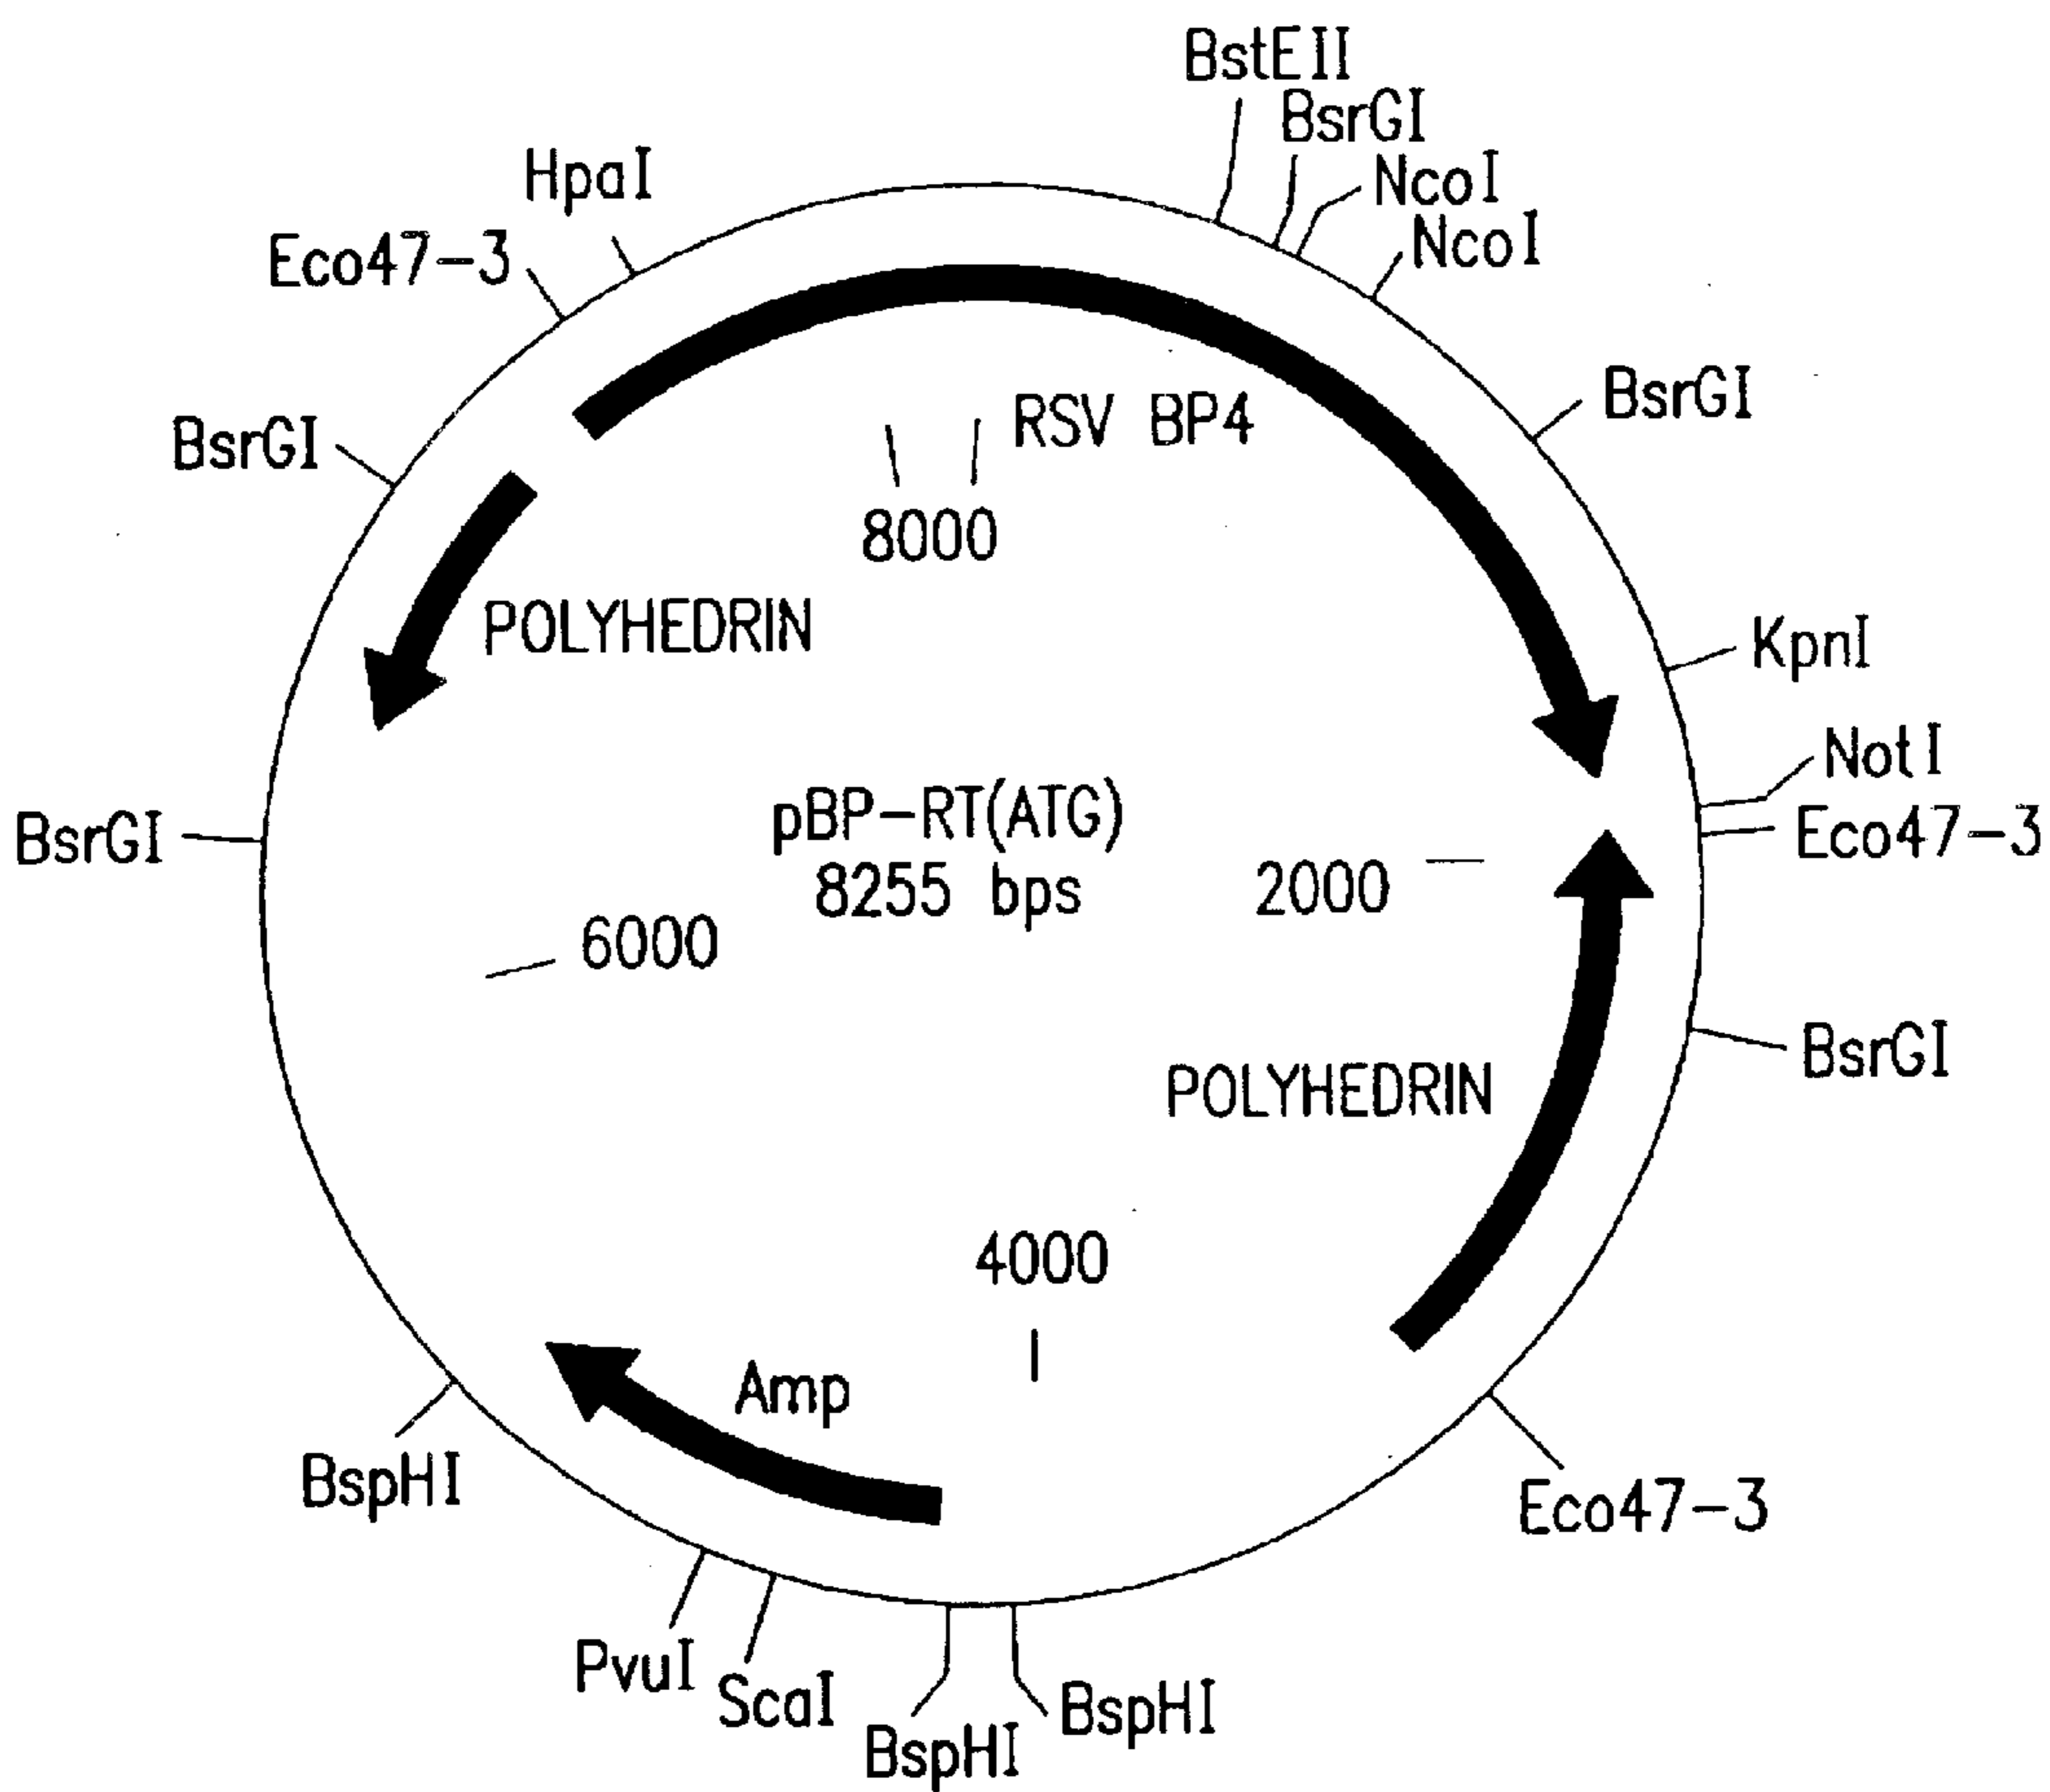 BstEII
BsrGI
NcoI
NcoI
HpaI
Eco47-3
BsrGI
BsrGI
RSV BP4
8000
POLYHEDRIN
KpnI
NotI
Eco47-3
pBP-RT(ATG)
8255 bps
2000
BsrGI
6000
BsrGI
POLYHEDRIN
4000
Amp
BspHI
Eco47-3
PvuI
ScaI
BspHI
BspHI